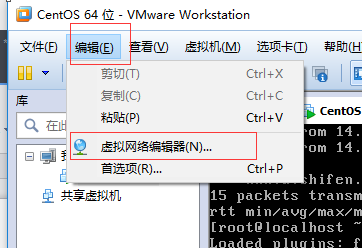 CentOS 64 位 - VMware Workstation
文件(F) 编辑(E) 查看(V) 虚拟机(M) 选项卡(T) 帮助(H)
剪切(T) Ctrl+X
复制(C) Ctrl+C
粘贴(P) Ctrl+V
虚拟网络编辑器(N)...
首选项(R)... Ctrl+P
库
在此
共享虚拟机
CentOS
from 14.
from 14.
15 packets transm
rtt min/avg/max/m
[root@localhost ~
Loaded plugins: f